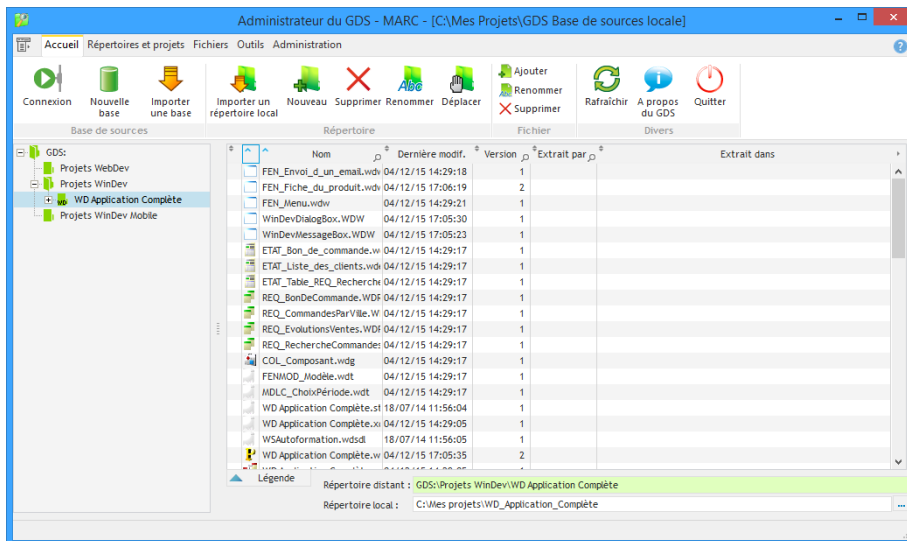 Administrateur du GDS - MARC - [C:\Mes Projets\GDS Base de sources locale]
Accueil Répertoires et projets Fichiers Outils Administration
Connexion Nouvelle base Importer une base Importer un répertoire local Nouveau Supprimer Renommer Déplacer Ajouter Renommer Supprimer Rafraîchir A propos du GDS Quitter
Base de sources Répertoire Fichier Divers
GDS:
Projets WebDev
Projets WinDev
WD Application Complète
Projets WinDev Mobile
Nom Dernière modif. Version Extrait par Extrait dans
FEN_Envoi_d_un_email.wdw 04/12/15 14:29:18 1
FEN_Fiche_du_produit.wdw 04/12/15 17:06:19 2
FEN_Menu.wdw 04/12/15 14:29:21 1
WinDevDialogBox.WDW 04/12/15 17:05:30 1
WinDevMessageBox.WDW 04/12/15 17:05:23 1
ETAT_Bon_de_commande.w 04/12/15 14:29:17 1
ETAT_Liste_des_clients.wde 04/12/15 14:29:17 1
ETAT_Table_REQ_Recherche 04/12/15 14:29:17 1
REQ_BonDeCommande.WDR 04/12/15 14:29:17 1
REQ_CommandesParVille.W 04/12/15 14:29:17 1
REQ_EvolutionsVentes.WDR 04/12/15 14:29:17 1
REQ_RechercheCommandes 04/12/15 14:29:17 1
COL_Composant.wdg 04/12/15 14:29:17 1
FENMOD_Modèle.wdt 04/12/15 14:29:17 1
MDLC_ChoixPériode.wdt 04/12/15 14:29:17 1
WD Application Complète.st 18/07/14 11:56:04 1
WD Application Complète.x 04/12/15 14:29:05 1
WSAutoformation.wdsdl 18/07/14 11:56:05 1
WD Application Complète.w 04/12/15 17:05:35 2
Légende
Répertoire distant : GDS:\Projets WinDev\WD Application Complète
Répertoire local : C:\Mes projets\WD_Application_Complète ...